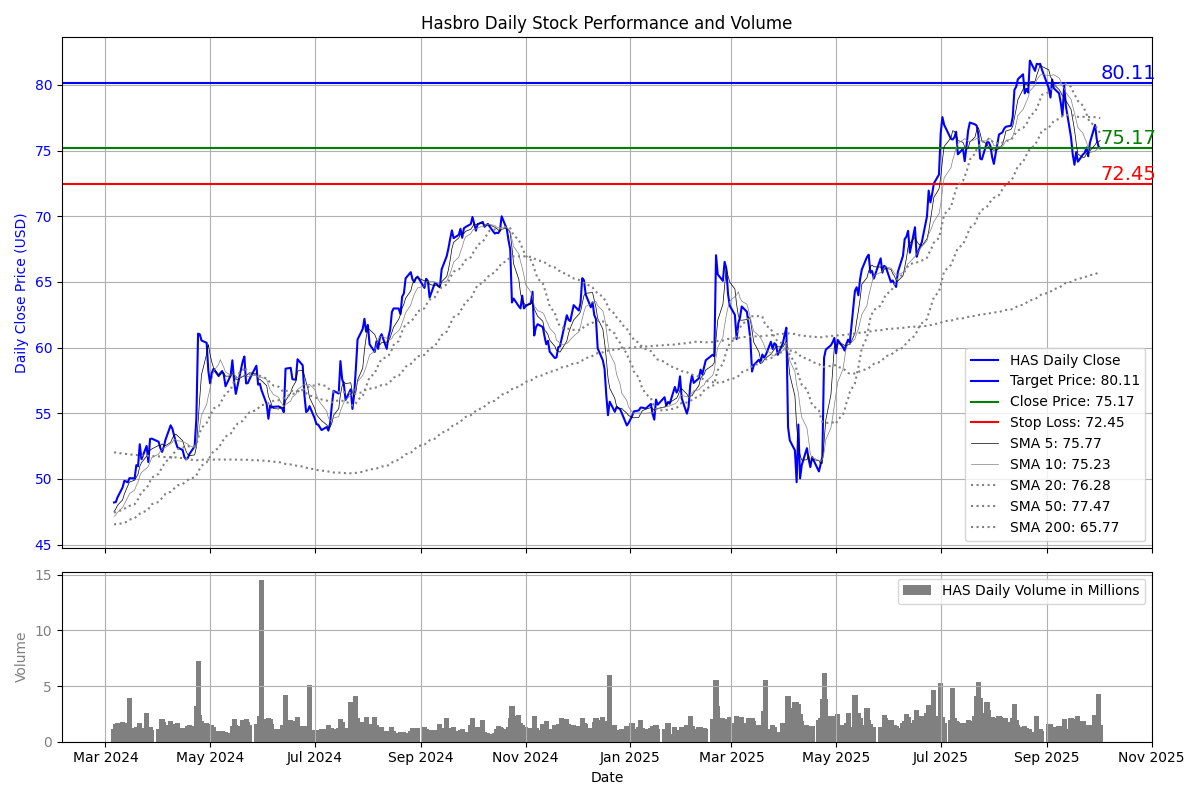 Hasbro Daily Stock Performance and Volume
Daily Close Price (USD)
80
75
70
65
60
55
50
45
80.11
75.17
72.45
HAS Daily Close
Target Price: 80.11
Close Price: 75.17
Stop Loss: 72.45
SMA 5: 75.77
SMA 10: 75.23
SMA 20: 76.28
SMA 50: 77.47
SMA 200: 65.77
Volume
15
10
5
0
HAS Daily Volume in Millions
Mar 2024 May 2024 Jul 2024 Sep 2024 Nov 2024 Jan 2025 Mar 2025 May 2025 Jul 2025 Sep 2025 Nov 2025
Date